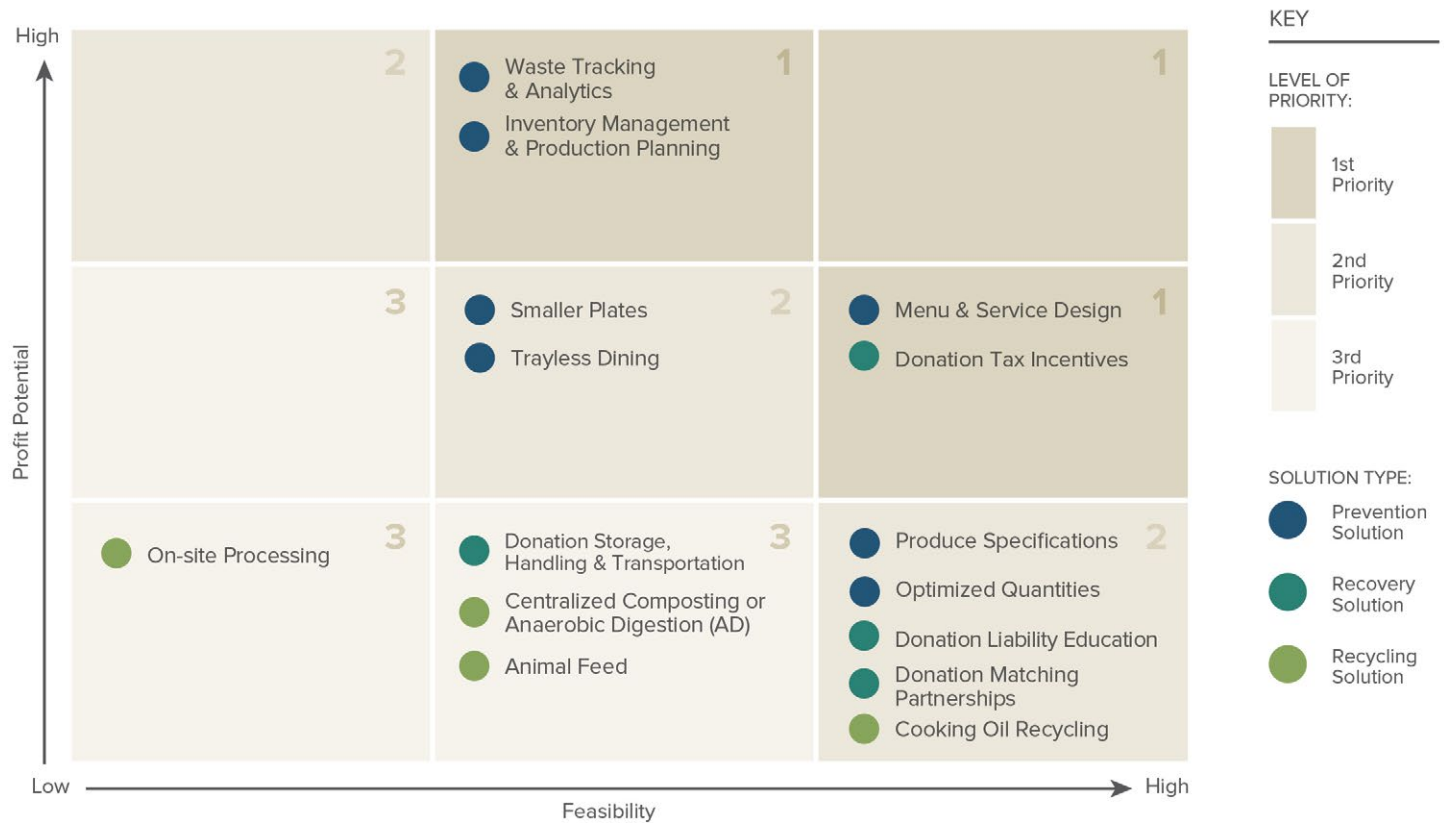 High
2
Waste Tracking
& Analytics
Inventory Management
& Production Planning
1
1
3
Smaller Plates
Trayless Dining
2
Menu & Service Design
Donation Tax Incentives
1
On-site Processing
3
Donation Storage,
Handling & Transportation
Centralized Composting or
Anaerobic Digestion (AD)
Animal Feed
3
Produce Specifications
Optimized Quantities
Donation Liability Education
Donation Matching
Partnerships
Cooking Oil Recycling
2
Profit Potential
Low
Feasibility
High
KEY
LEVEL OF
PRIORITY:
1st
Priority
2nd
Priority
3rd
Priority
SOLUTION TYPE:
Prevention
Solution
Recovery
Solution
Recycling
Solution